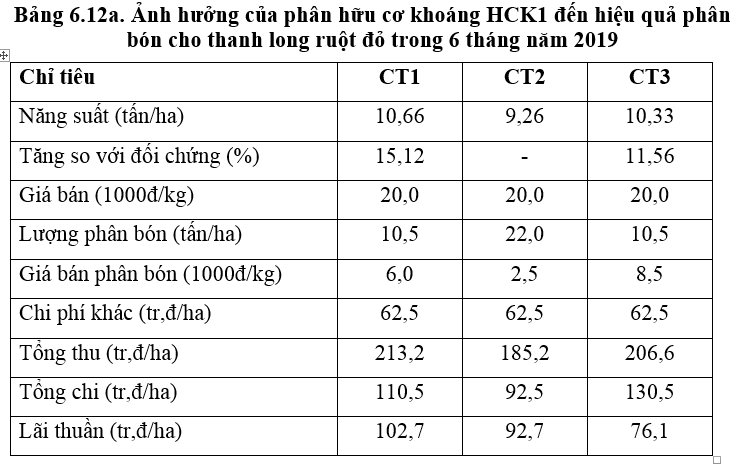 Bảng 6.12a. Ảnh hưởng của phân hữu cơ khoáng HCK1 đến hiệu quả phân
bón cho thanh long ruột đỏ trong 6 tháng năm 2019
Chỉ tiêu CT1 CT2 CT3
Năng suất (tấn/ha) 10,66 9,26 10,33
Tăng so với đối chứng (%) 15,12 - 11,56
Giá bán (1000đ/kg) 20,0 20,0 20,0
Lượng phân bón (tấn/ha) 10,5 22,0 10,5
Giá bán phân bón (1000đ/kg) 6,0 2,5 8,5
Chi phí khác (tr,đ/ha) 62,5 62,5 62,5
Tổng thu (tr,đ/ha) 213,2 185,2 206,6
Tổng chi (tr,đ/ha) 110,5 92,5 130,5
Lãi thuần (tr,đ/ha) 102,7 92,7 76,1